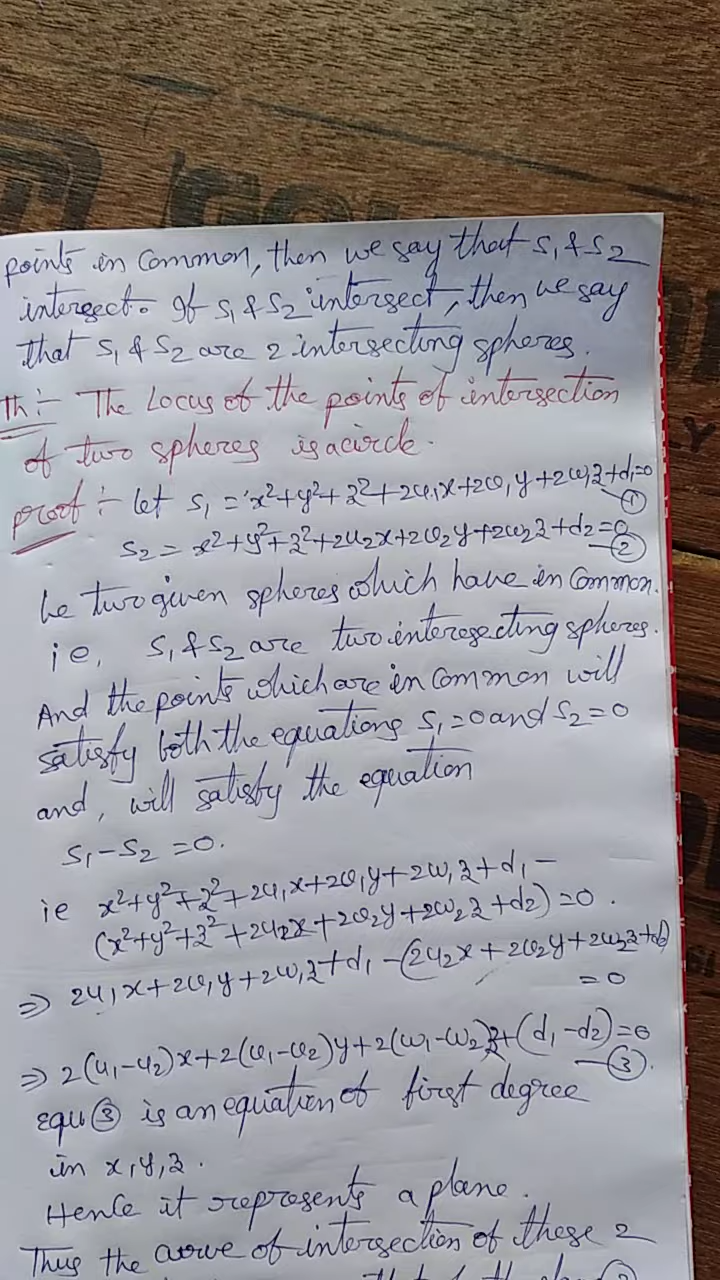 points in common, then we say that S₁ & S₂
intersect. If S₁ & S₂ intersect, then we say
that S₁ & S₂ are 2 intersecting spheres.
Th :- The Locus of the points of intersection
of two spheres is a circle.
proof :- let S₁ = x²+y²+z²+2u₁x+2v₁y+2w₁z+d₁=0 —①
S₂ = x²+y²+z²+2u₂x+2v₂y+2w₂z+d₂=0 —②
be two given spheres which have in common.
ie, S₁ & S₂ are two interesecting spheres.
And the points which are in common will
satisfy both the equations S₁=0 and S₂=0
and, will satisfy the equation
S₁-S₂ =0.
ie x²+y²+z²+2u₁x+2v₁y+2w₁z+d₁-
(x²+y²+z²+2u₂x+2v₂y+2w₂z+d₂)=0.
⇒ 2u₁x+2v₁y+2w₁z+d₁-(2u₂x+2v₂y+2w₂z+d₂)
=0
⇒ 2(u₁-u₂)x+2(v₁-v₂)y+2(w₁-w₂)z+(d₁-d₂)=0
—③.
equ③ is an equation of first degree
in x,y,z.
Hence it represents a plane.
Thus the curve of intersection of these 2